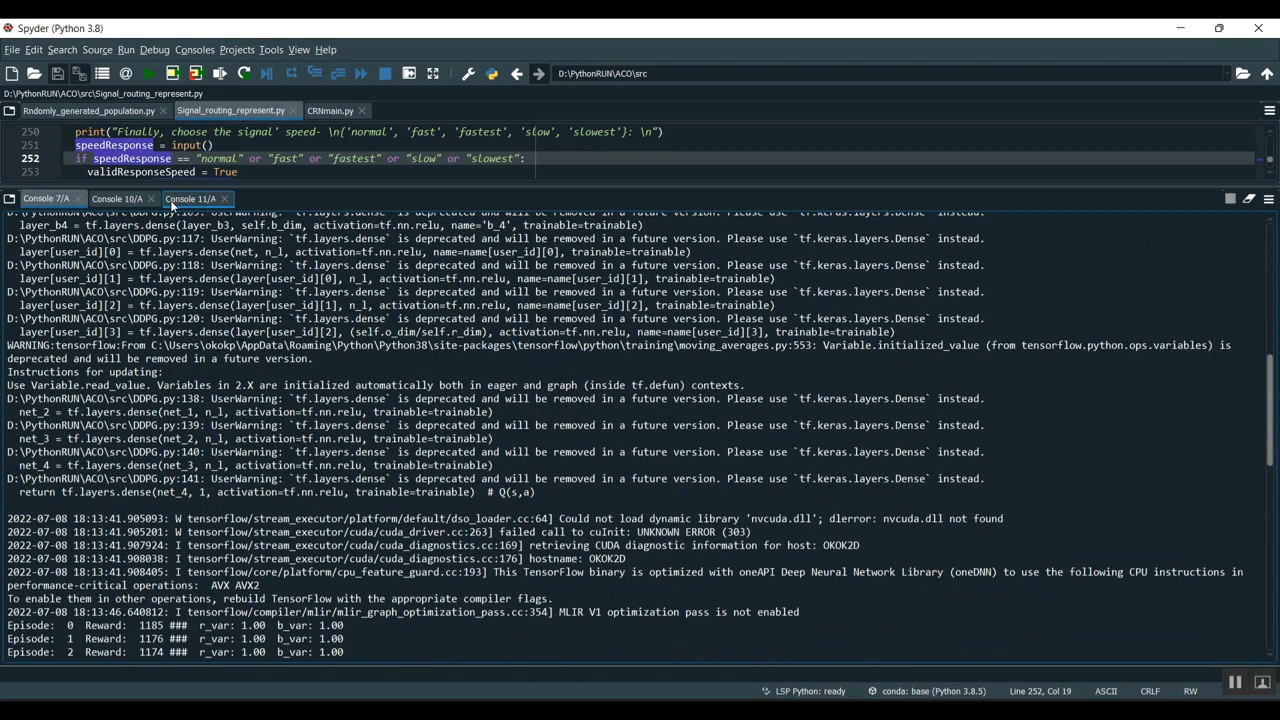 Spyder (Python 3.8)
File Edit Search Source Run Debug Consoles Projects Tools View Help
D:\PythonRUN\ACO\src
D:\PythonRUN\ACO\src\Signal_routing_represent.py
Rndomly_generated_population.py Signal_routing_represent.py CRNmain.py
250 print("Finally, choose the signal' speed- \n{'normal', 'fast', 'fastest', 'slow', 'slowest'}: \n")
251 speedResponse = input()
252 if speedResponse == "normal" or "fast" or "fastest" or "slow" or "slowest":
253 validResponseSpeed = True
Console 7/A Console 10/A Console 11/A
D:\PythonRUN\ACO\src\DDPG.py:105: UserWarning: `tf.layers.dense` is deprecated and will be removed in a future version. Please use `tf.keras.layers.Dense` instead.
layer_b4 = tf.layers.dense(layer_b3, self.b_dim, activation=tf.nn.relu, name='b_4', trainable=trainable)
D:\PythonRUN\ACO\src\DDPG.py:117: UserWarning: `tf.layers.dense` is deprecated and will be removed in a future version. Please use `tf.keras.layers.Dense` instead.
layer[user_id][0] = tf.layers.dense(net, n_l, activation=tf.nn.relu, name=name[user_id][0], trainable=trainable)
D:\PythonRUN\ACO\src\DDPG.py:118: UserWarning: `tf.layers.dense` is deprecated and will be removed in a future version. Please use `tf.keras.layers.Dense` instead.
layer[user_id][1] = tf.layers.dense(layer[user_id][0], n_l, activation=tf.nn.relu, name=name[user_id][1], trainable=trainable)
D:\PythonRUN\ACO\src\DDPG.py:119: UserWarning: `tf.layers.dense` is deprecated and will be removed in a future version. Please use `tf.keras.layers.Dense` instead.
layer[user_id][2] = tf.layers.dense(layer[user_id][1], n_l, activation=tf.nn.relu, name=name[user_id][2], trainable=trainable)
D:\PythonRUN\ACO\src\DDPG.py:120: UserWarning: `tf.layers.dense` is deprecated and will be removed in a future version. Please use `tf.keras.layers.Dense` instead.
layer[user_id][3] = tf.layers.dense(layer[user_id][2], (self.o_dim/self.r_dim), activation=tf.nn.relu, name=name[user_id][3], trainable=trainable)
WARNING:tensorflow:From C:\Users\okokp\AppData\Roaming\Python\Python38\site-packages\tensorflow\python\training\moving_averages.py:553: Variable.initialized_value (from tensorflow.python.ops.variables) is
deprecated and will be removed in a future version.
Instructions for updating:
Use Variable.read_value. Variables in 2.X are initialized automatically both in eager and graph (inside tf.defun) contexts.
D:\PythonRUN\ACO\src\DDPG.py:138: UserWarning: `tf.layers.dense` is deprecated and will be removed in a future version. Please use `tf.keras.layers.Dense` instead.
net_2 = tf.layers.dense(net_1, n_l, activation=tf.nn.relu, trainable=trainable)
D:\PythonRUN\ACO\src\DDPG.py:139: UserWarning: `tf.layers.dense` is deprecated and will be removed in a future version. Please use `tf.keras.layers.Dense` instead.
net_3 = tf.layers.dense(net_2, n_l, activation=tf.nn.relu, trainable=trainable)
D:\PythonRUN\ACO\src\DDPG.py:140: UserWarning: `tf.layers.dense` is deprecated and will be removed in a future version. Please use `tf.keras.layers.Dense` instead.
net_4 = tf.layers.dense(net_3, n_l, activation=tf.nn.relu, trainable=trainable)
D:\PythonRUN\ACO\src\DDPG.py:141: UserWarning: `tf.layers.dense` is deprecated and will be removed in a future version. Please use `tf.keras.layers.Dense` instead.
return tf.layers.dense(net_4, 1, activation=tf.nn.relu, trainable=trainable) # Q(s,a)
2022-07-08 18:13:41.905093: W tensorflow/stream_executor/platform/default/dso_loader.cc:64] Could not load dynamic library 'nvcuda.dll'; dlerror: nvcuda.dll not found
2022-07-08 18:13:41.905201: W tensorflow/stream_executor/cuda/cuda_driver.cc:263] failed call to cuInit: UNKNOWN ERROR (303)
2022-07-08 18:13:41.907924: I tensorflow/stream_executor/cuda/cuda_diagnostics.cc:169] retrieving CUDA diagnostic information for host: OKOK2D
2022-07-08 18:13:41.908038: I tensorflow/stream_executor/cuda/cuda_diagnostics.cc:176] hostname: OKOK2D
2022-07-08 18:13:41.908405: I tensorflow/core/platform/cpu_feature_guard.cc:193] This TensorFlow binary is optimized with oneAPI Deep Neural Network Library (oneDNN) to use the following CPU instructions in
performance-critical operations: AVX AVX2
To enable them in other operations, rebuild TensorFlow with the appropriate compiler flags.
2022-07-08 18:13:46.640812: I tensorflow/compiler/mlir/mlir_graph_optimization_pass.cc:354] MLIR V1 optimization pass is not enabled
Episode: 0 Reward: 1185 ### r_var: 1.00 b_var: 1.00
Episode: 1 Reward: 1176 ### r_var: 1.00 b_var: 1.00
Episode: 2 Reward: 1174 ### r_var: 1.00 b_var: 1.00
LSP Python: ready conda: base (Python 3.8.5) Line 252, Col 19 ASCII CRLF RW